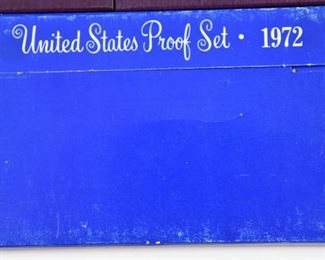 United States Proof Set • 1972